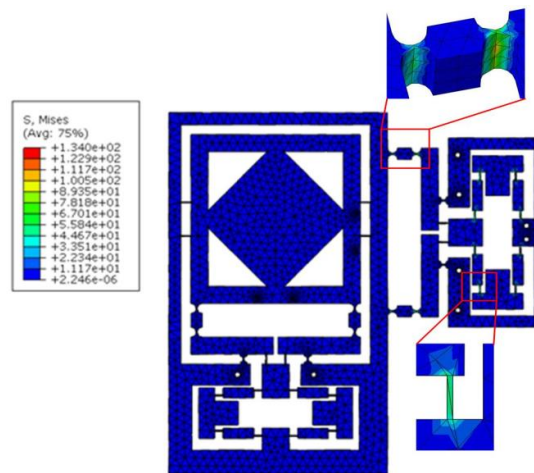 S, Mises
(Avg: 75%)
+1.340e+02
+1.229e+02
+1.117e+02
+1.005e+02
+8.935e+01
+7.818e+01
+6.701e+01
+5.584e+01
+4.467e+01
+3.351e+01
+2.234e+01
+1.117e+01
+2.246e-06